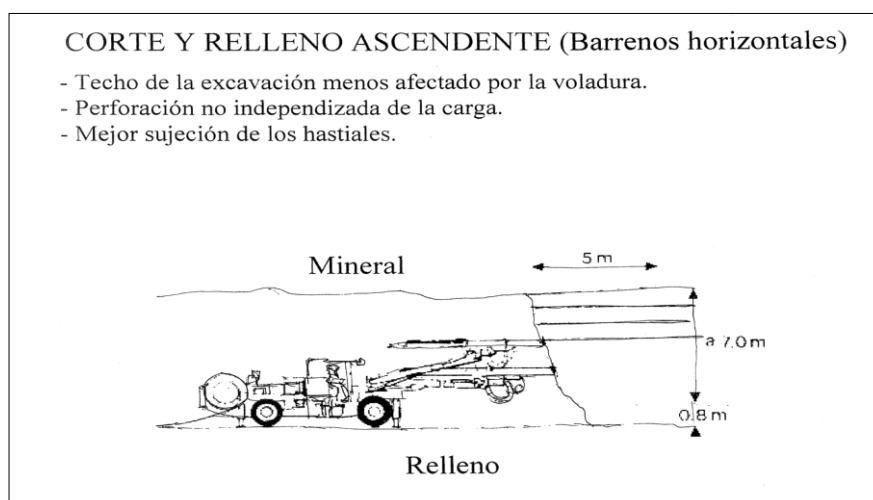 CORTE Y RELLENO ASCENDENTE (Barrenos horizontales)
- Techo de la excavación menos afectado por la voladura.
- Perforación no independizada de la carga.
- Mejor sujeción de los hastiales.
Mineral
5 m
a 7.0 m
0.8 m
Relleno